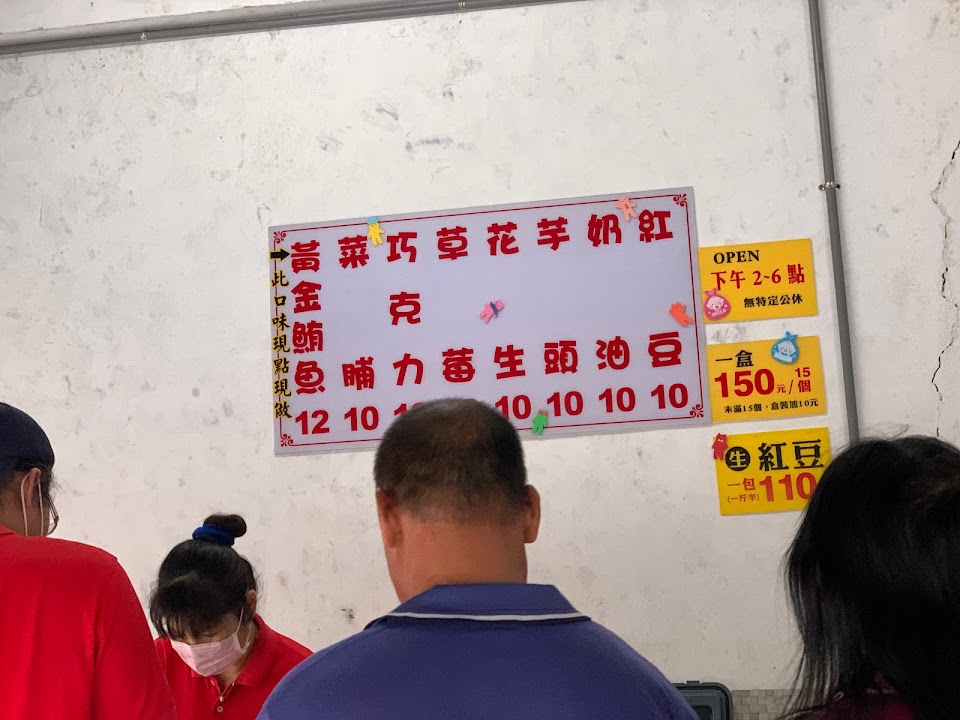 紅豆 10
奶油 10
芋頭 10
花生 10
草莓
巧克力
菜脯 10
黃金鮪魚 12
此口味現點現做
OPEN
下午 2~6 點
無特定公休
一盒
150元/15個
未滿15個，盒裝加10元
生 紅豆
一包 110
(一斤半)